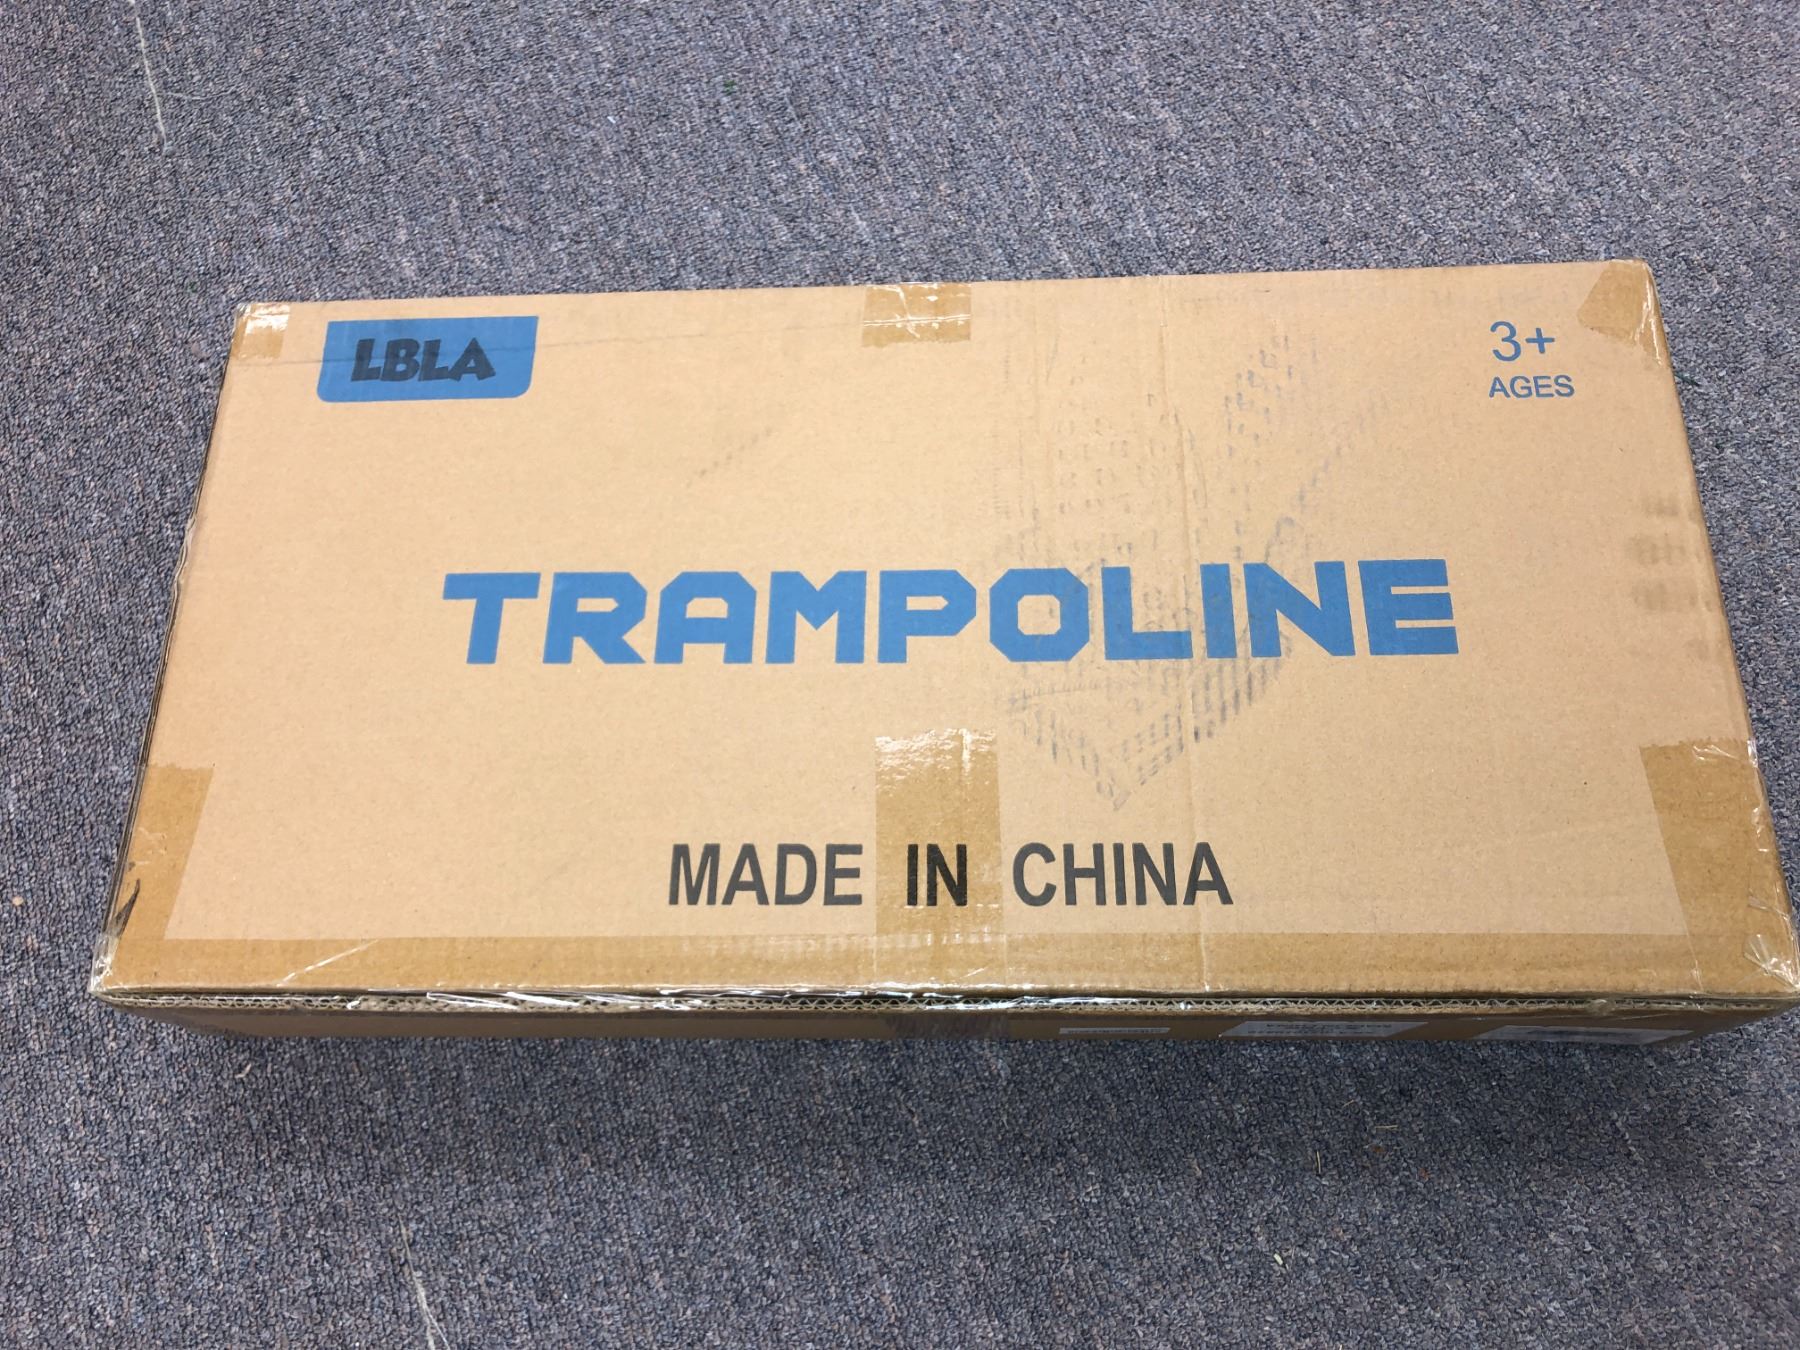 LBLA
3+
AGES
TRAMPOLINE
MADE IN CHINA